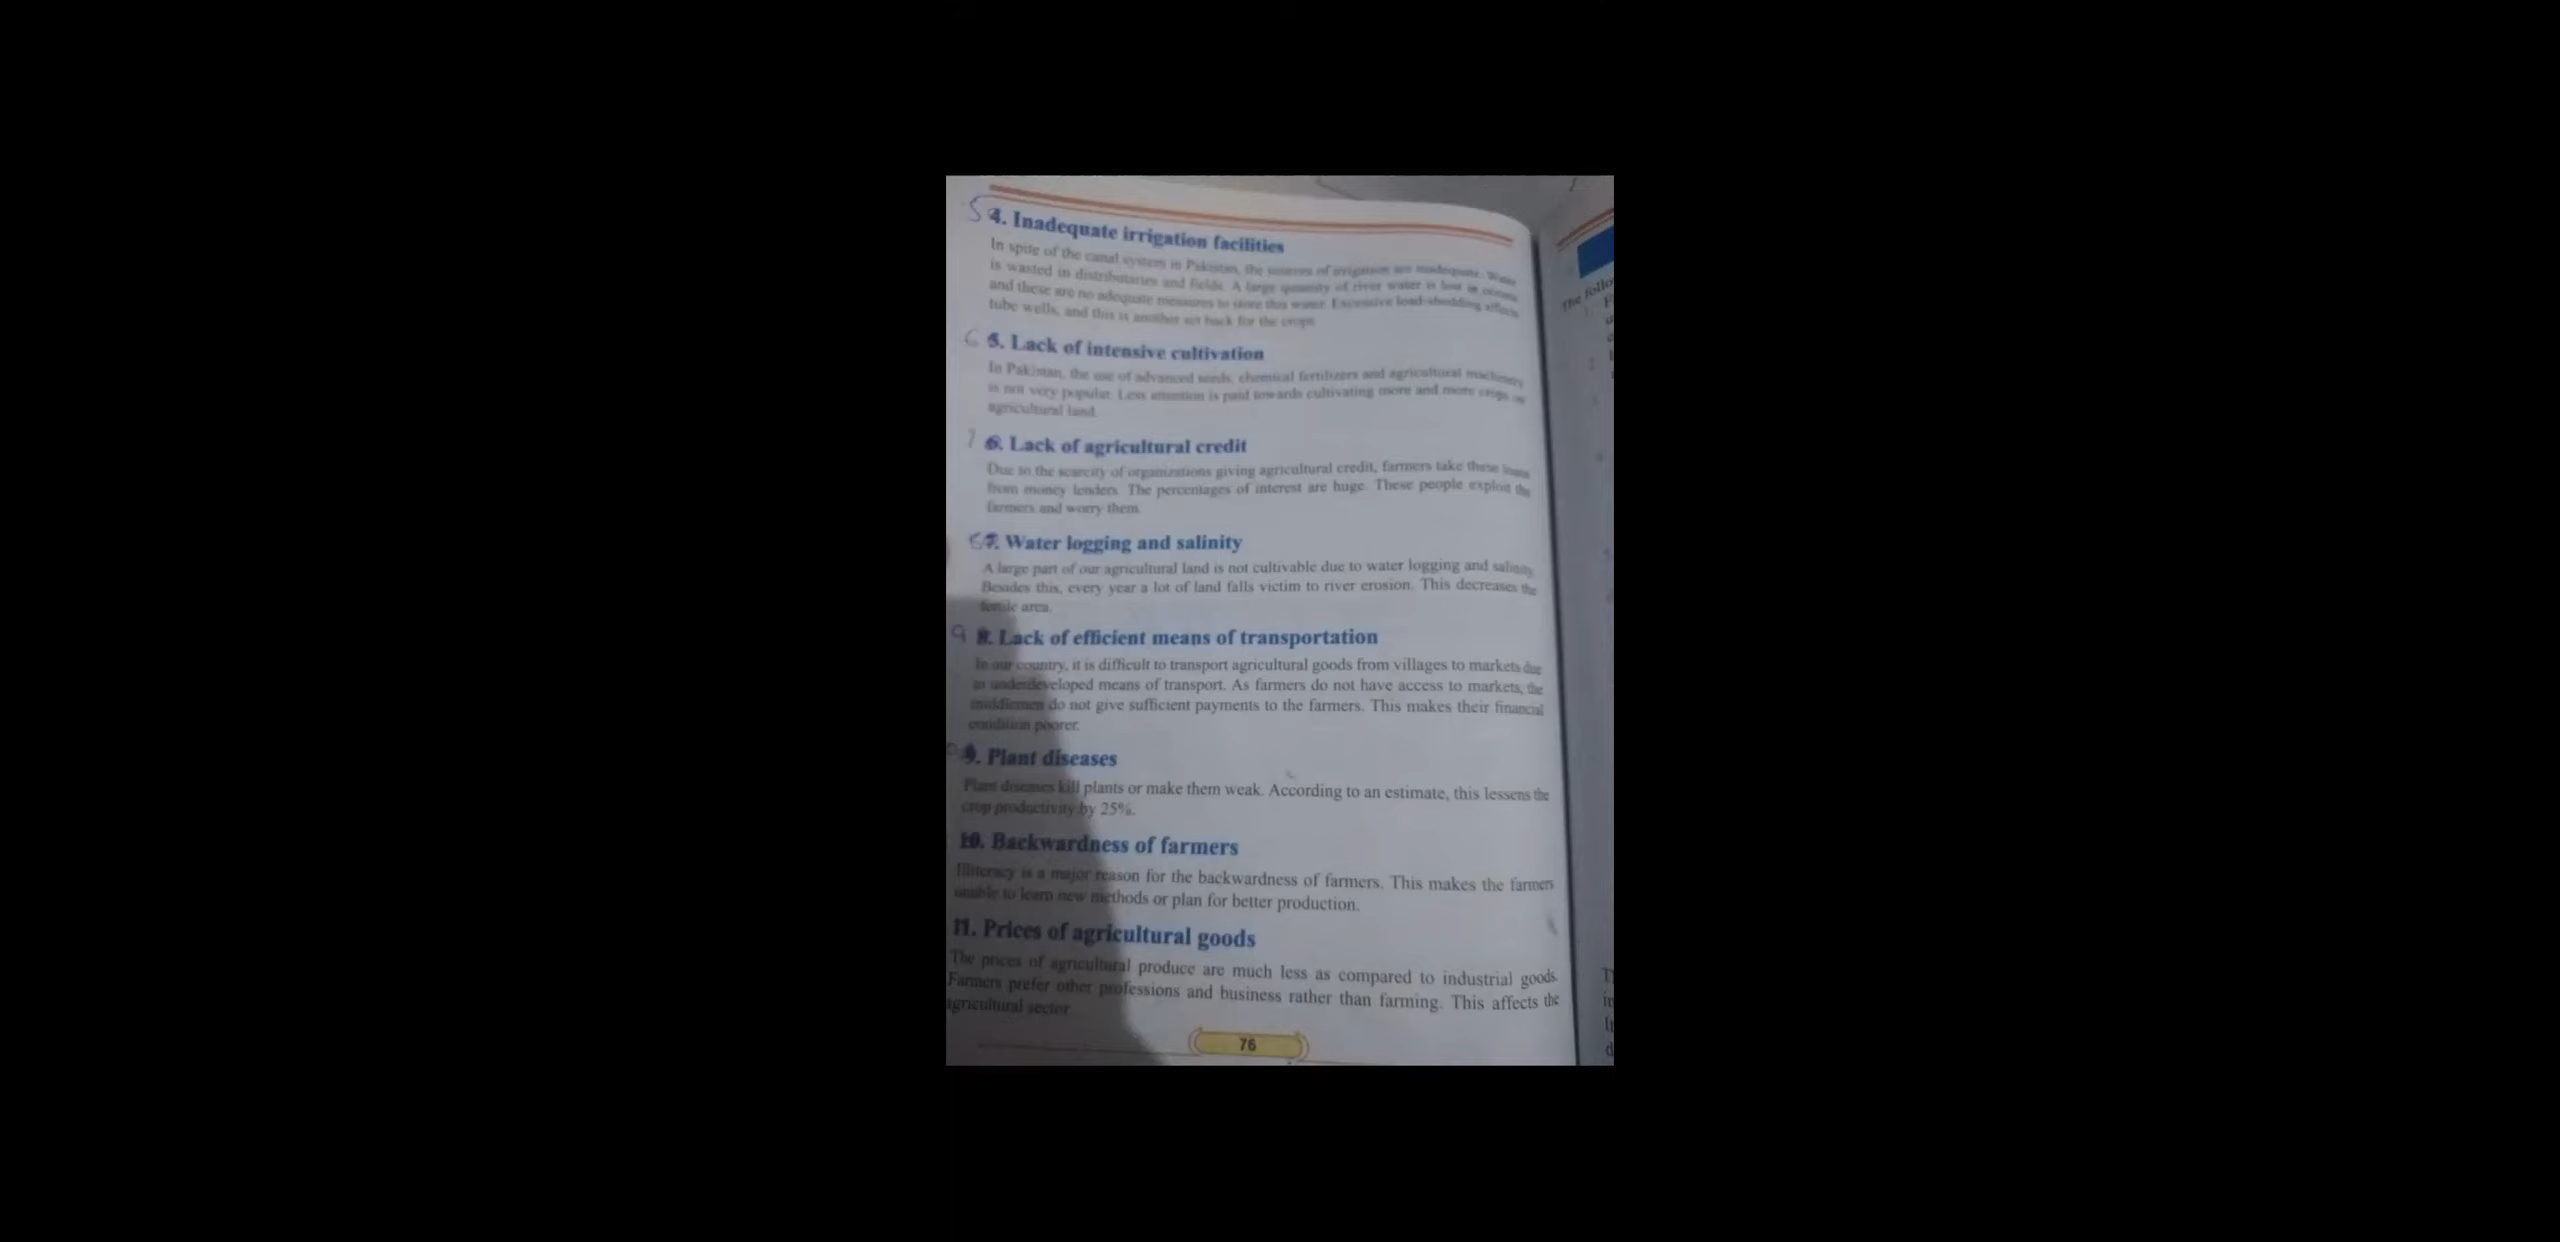 5 4. Inadequate irrigation facilities
In spite of the canal system in Pakistan, the sources of irrigation are inadequate. Water
is wasted in distributaries and fields. A large quantity of river water is lost in
and these are no adequate measures to store this water. Excessive load-shedding affects
tube wells, and this is another set back for the crops.
6 5. Lack of intensive cultivation
In Pakistan, the use of advanced seeds, chemical fertilizers and agricultural machinery
is not very popular. Less attention is paid towards cultivating more and more crops on
agricultural land.
7 6. Lack of agricultural credit
Due to the scarcity of organizations giving agricultural credit, farmers take these loans
from money lenders. The percentages of interest are huge. These people exploit the
farmers and worry them.
7. Water logging and salinity
A large part of our agricultural land is not cultivable due to water logging and salinity.
Besides this, every year a lot of land falls victim to river erosion. This decreases the
fertile area.
9 8. Lack of efficient means of transportation
In our country, it is difficult to transport agricultural goods from villages to markets due
to underdeveloped means of transport. As farmers do not have access to markets, the
middlemen do not give sufficient payments to the farmers. This makes their financial
condition poorer.
9. Plant diseases
Plant diseases kill plants or make them weak. According to an estimate, this lessens the
crop productivity by 25%.
10. Backwardness of farmers
Illiteracy is a major reason for the backwardness of farmers. This makes the farmers
unable to learn new methods or plan for better production.
11. Prices of agricultural goods
The prices of agricultural produce are much less as compared to industrial goods.
Farmers prefer other professions and business rather than farming. This affects the
agricultural sector.
76
The follo